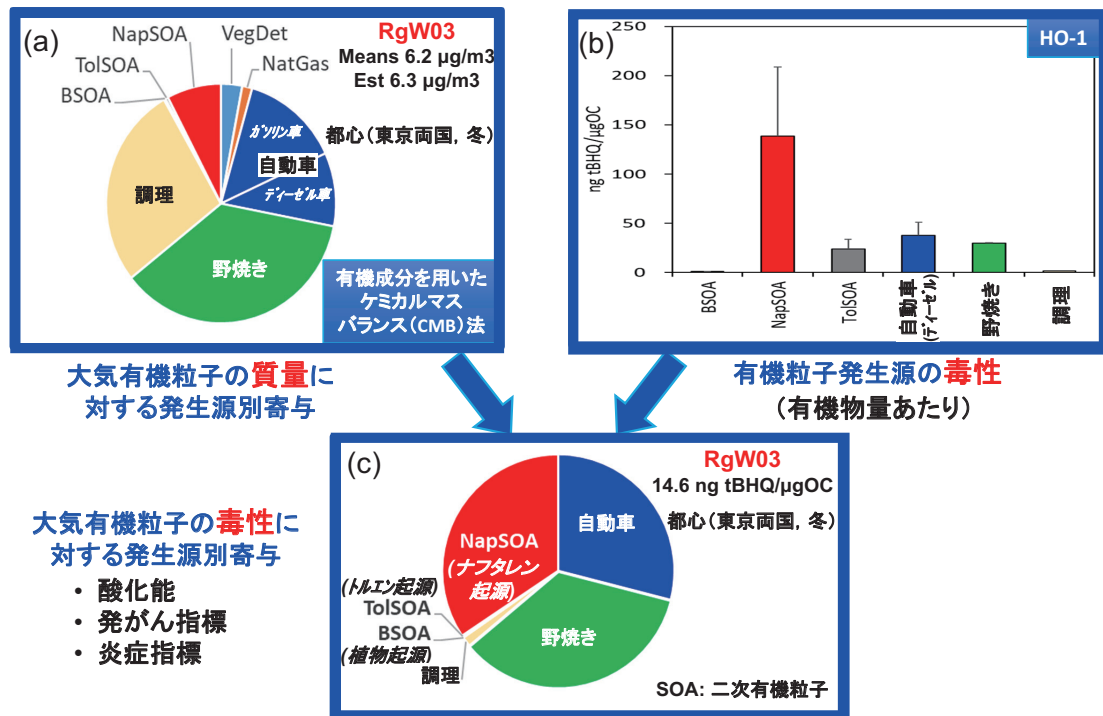 (a)
RgW03
Means 6.2 µg/m3
Est 6.3 µg/m3
都心（東京両国, 冬）
NapSOA
VegDet
TolSOA
NatGas
BSOA
ガソリン車
自動車
ディーゼル車
調理
野焼き
有機成分を用いた
ケミカルマス
バランス（CMB）法
(b)
HO-1
ng tBHQ/µgOC
250
200
150
100
50
0
BSOA
NapSOA
TolSOA
自動車
(ディーゼル)
野焼き
調理
大気有機粒子の質量に
対する発生源別寄与
有機粒子発生源の毒性
（有機物量あたり）
(c)
RgW03
14.6 ng tBHQ/µgOC
都心（東京両国, 冬）
自動車
NapSOA
(ナフタレン
起源)
(トルエン起源)
TolSOA
BSOA
(植物起源)
調理
野焼き
SOA: 二次有機粒子
大気有機粒子の毒性に
対する発生源別寄与
・ 酸化能
・ 発がん指標
・ 炎症指標